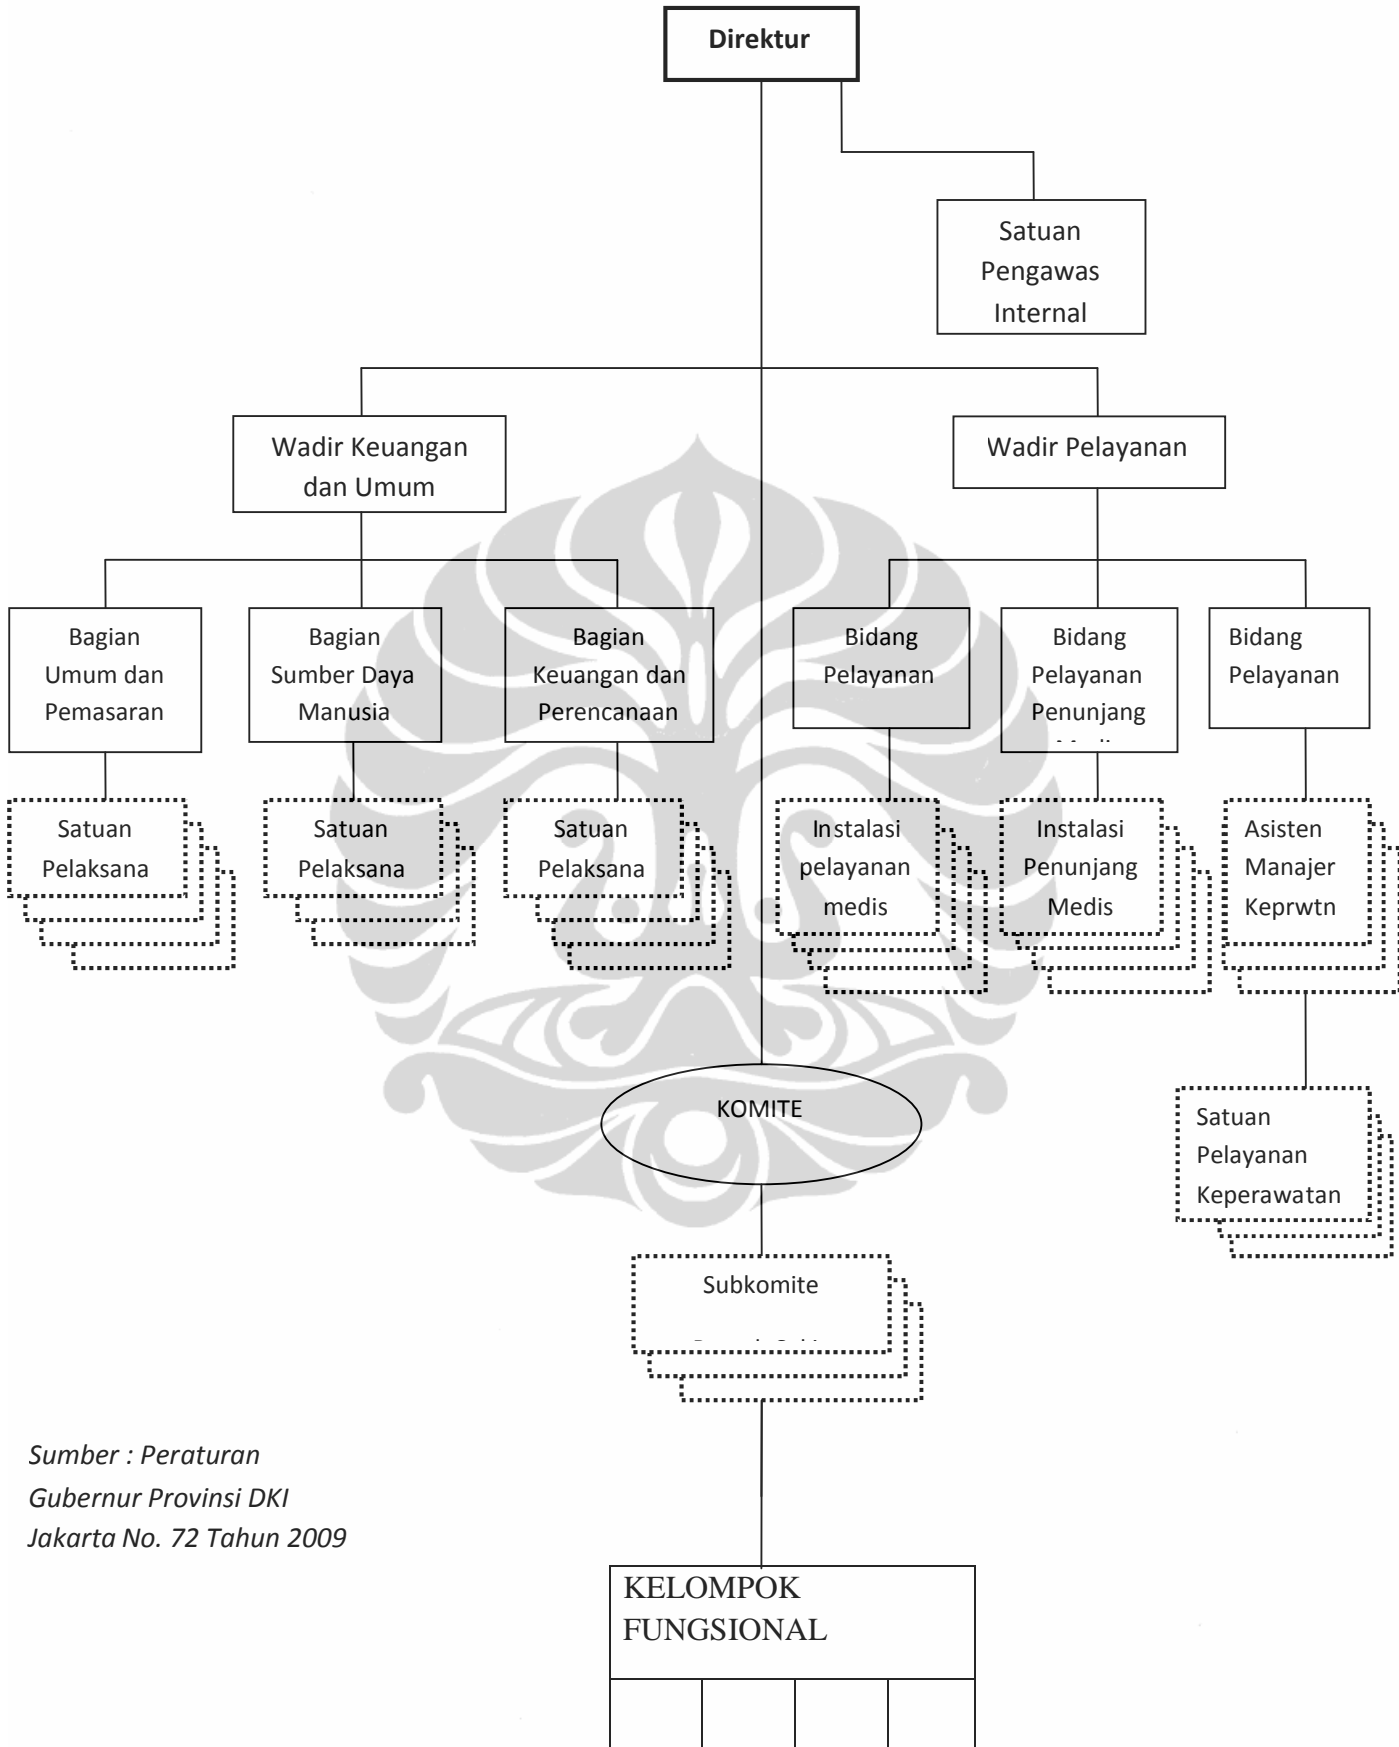 Direktur
Satuan
Pengawas
Internal
Wadir Keuangan
dan Umum
Wadir Pelayanan
Bagian
Umum dan
Pemasaran
Bagian
Sumber Daya
Manusia
Bagian
Keuangan dan
Perencanaan
Bidang
Pelayanan
Bidang
Pelayanan
Penunjang
Bidang
Pelayanan
Satuan
Pelaksana
Satuan
Pelaksana
Satuan
Pelaksana
Instalasi
pelayanan
medis
Instalasi
Penunjang
Medis
Asisten
Manajer
Keprwtn
KOMITE
Satuan
Pelayanan
Keperawatan
Subkomite
Sumber : Peraturan
Gubernur Provinsi DKI
Jakarta No. 72 Tahun 2009
KELOMPOK
FUNGSIONAL